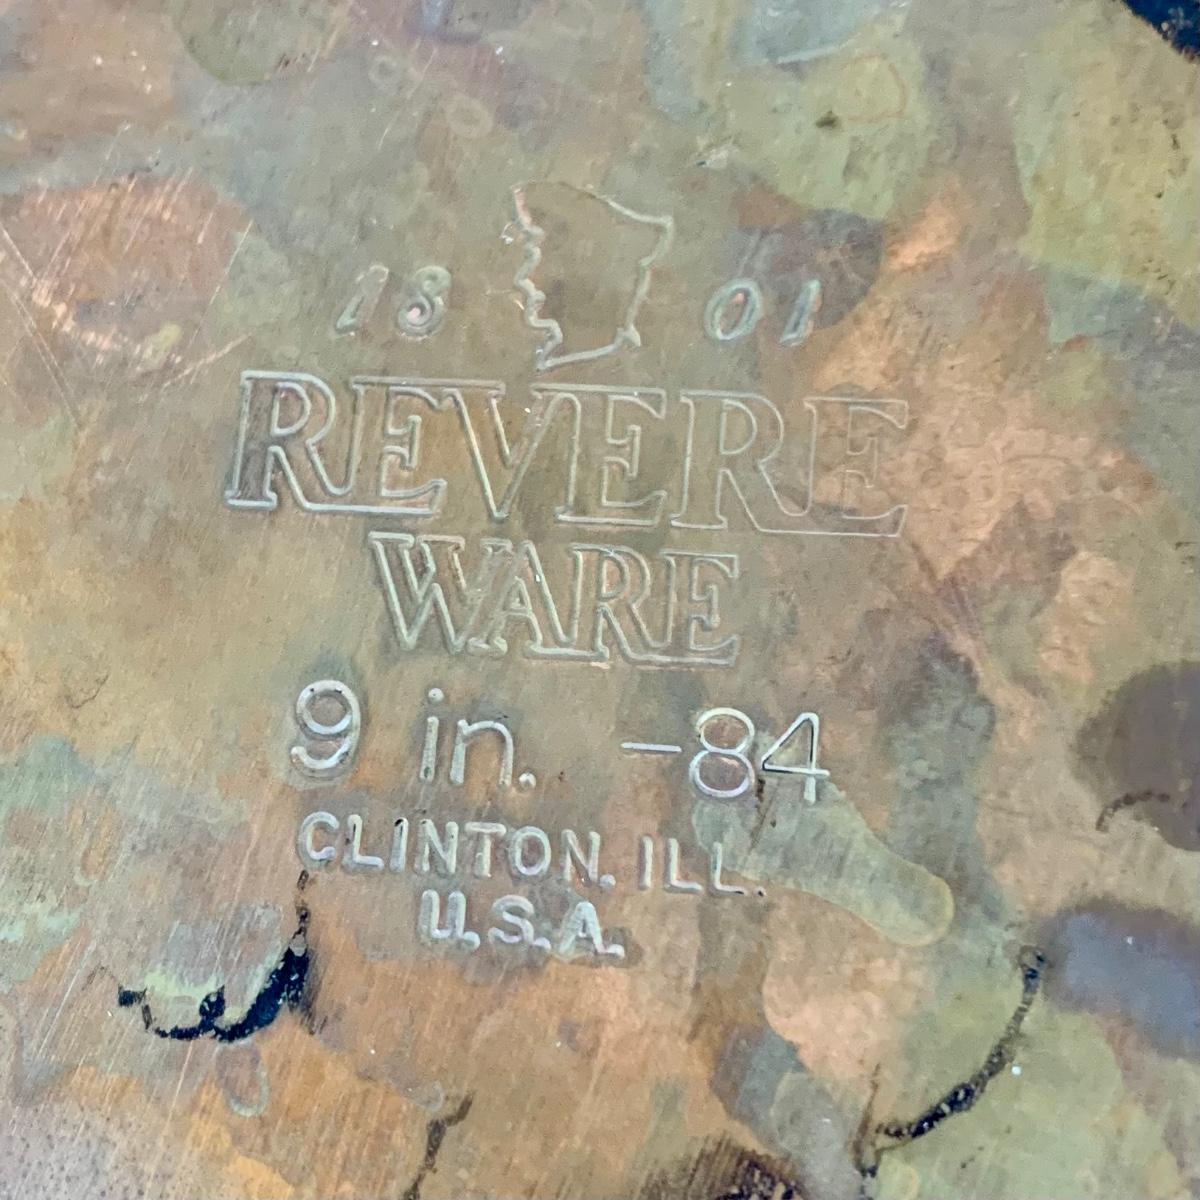 18 01
REVERE
WARE
9 in. -84
CLINTON. ILL.
U.S.A.